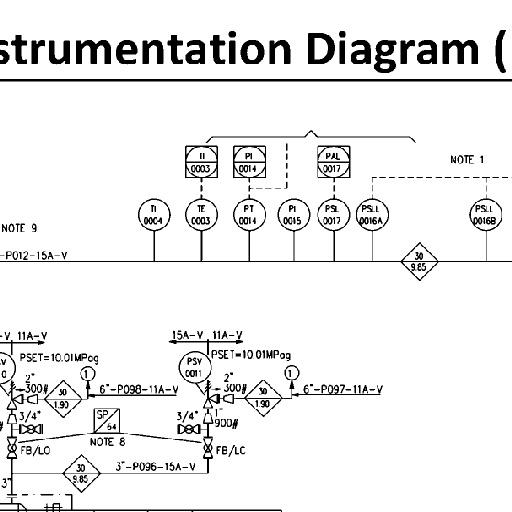 strumentation Diagram (
TI PI PAL
0003 0014 0017
NOTE 1
TI TE PT PI PSL PSLL PSLL
0004 0003 0014 0015 0017 0016A 0016B
NOTE 9
-P012-15A-V
30
9.85
-V 11A-V 15A-V 11A-V
PSET=10.01MPag PSV 0011 PSET=10.01MPag
2" 1 2" 1
300# 30 1.90 6"-P098-11A-V 300# 30 1.90 6"-P097-11A-V
3/4" SP 64 3/4" 1" 900#
NOTE 8
FB/LO FB/LC
30 9.85 3"-P096-15A-V
3"